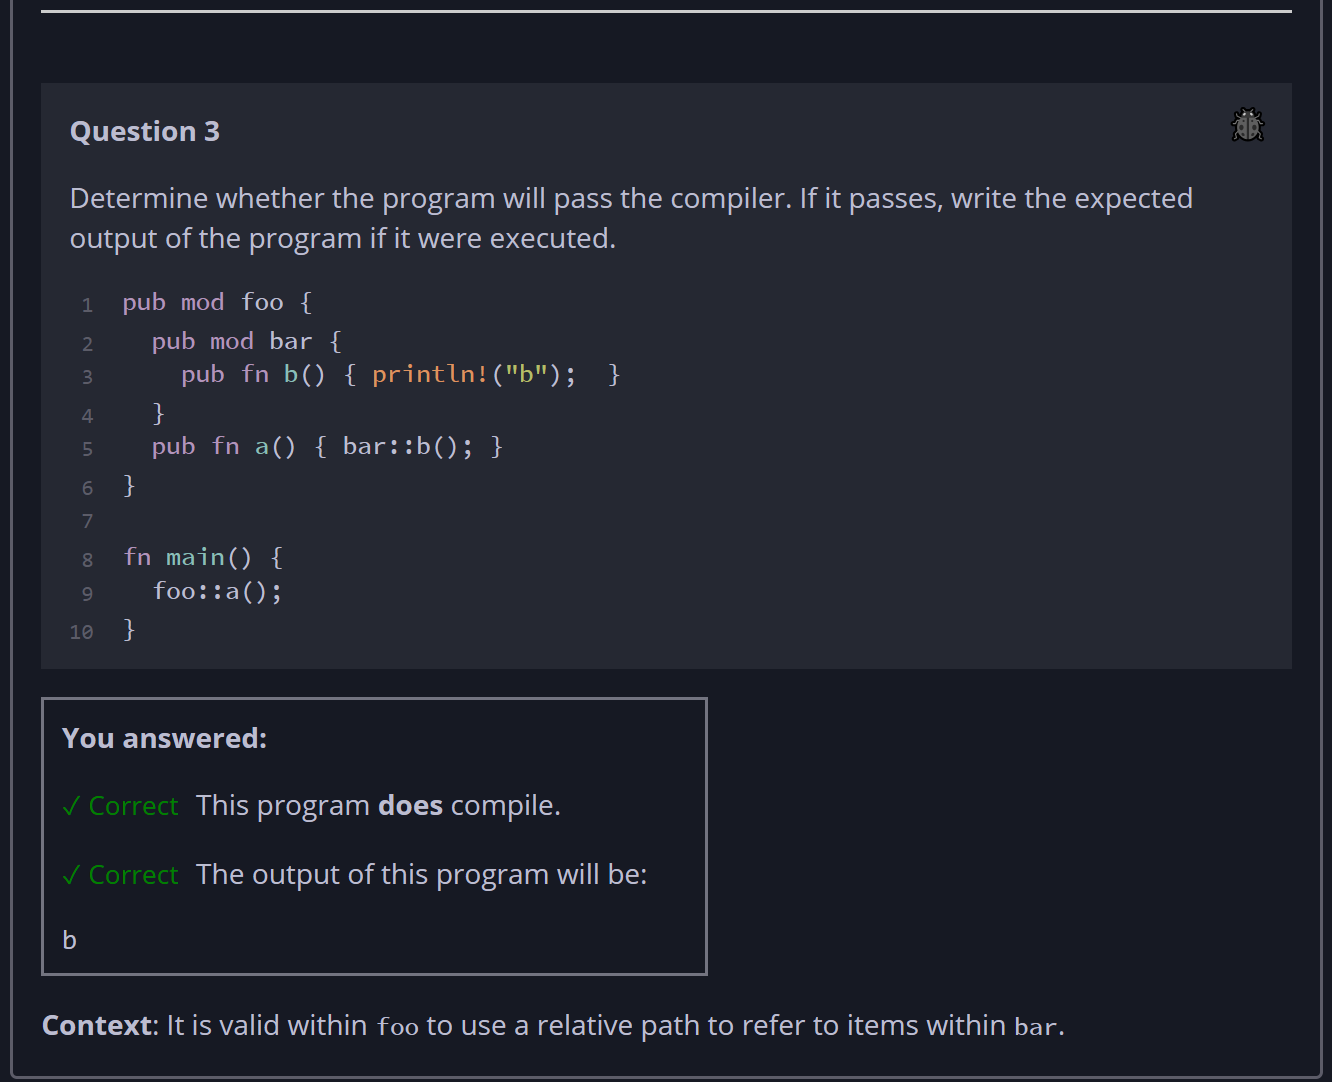 Question 3
Determine whether the program will pass the compiler. If it passes, write the expected
output of the program if it were executed.
1 pub mod foo {
2   pub mod bar {
3     pub fn b() { println!("b");  }
4   }
5   pub fn a() { bar::b(); }
6 }
7
8 fn main() {
9   foo::a();
10 }
You answered:
✓ Correct This program does compile.
✓ Correct The output of this program will be:
b
Context: It is valid within foo to use a relative path to refer to items within bar.